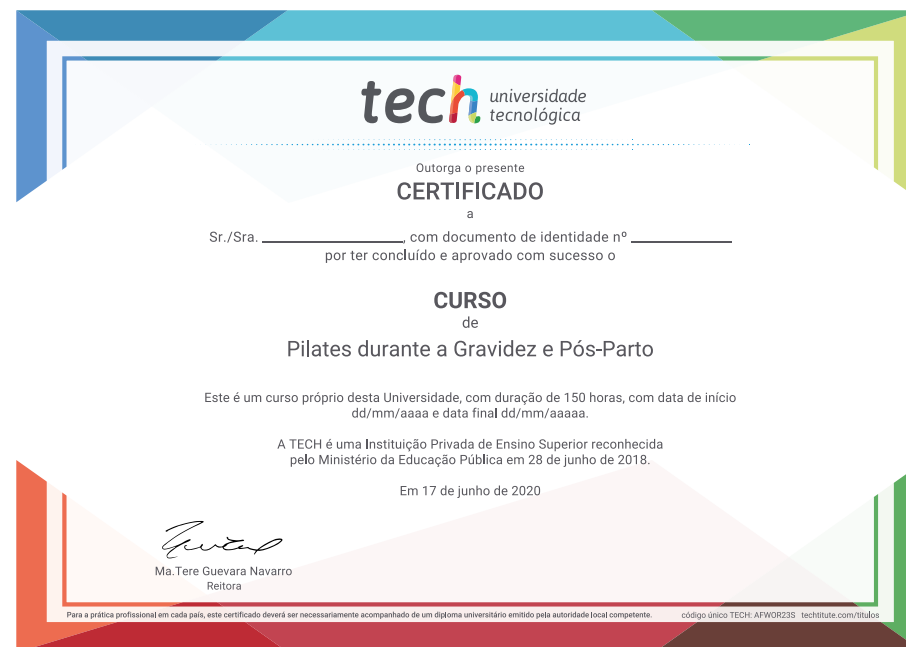 tech universidade
tecnológica
Outorga o presente
CERTIFICADO
a
Sr./Sra. ____________, com documento de identidade nº ____________
por ter concluído e aprovado com sucesso o
CURSO
de
Pilates durante a Gravidez e Pós-Parto
Este é um curso próprio desta Universidade, com duração de 150 horas, com data de início
dd/mm/aaaa e data final dd/mm/aaaaa.
A TECH é uma Instituição Privada de Ensino Superior reconhecida
pelo Ministério da Educação Pública em 28 de junho de 2018.
Em 17 de junho de 2020
Ma.Tere Guevara Navarro
Reitora
Para a prática profissional em cada país, este certificado deverá ser necessariamente acompanhado de um diploma universitário emitido pela autoridade local competente. código único TECH: AFWOR23S techtitute.com/titulos